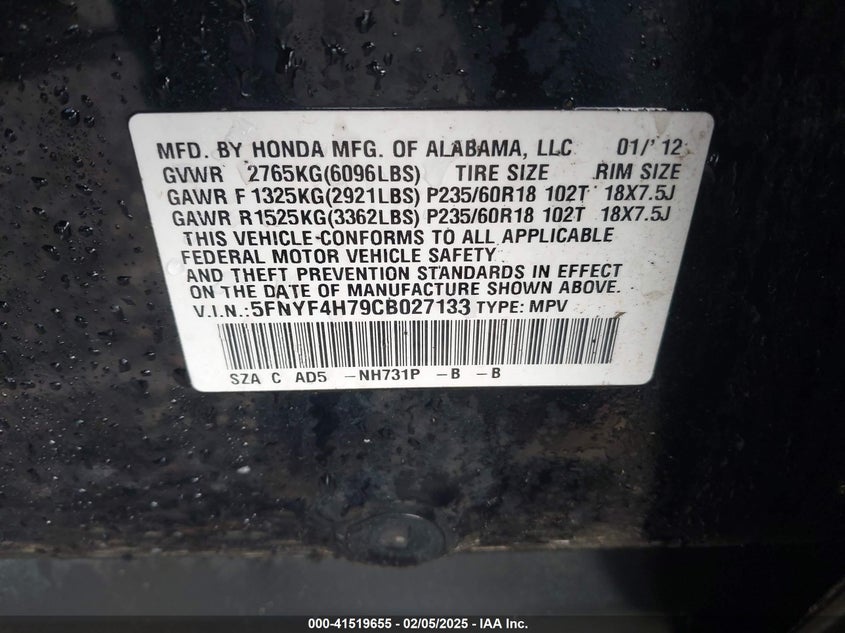 MFD. BY HONDA MFG. OF ALABAMA, LLC 01/'12
GVWR 2765KG(6096LBS) TIRE SIZE RIM SIZE
GAWR F 1325KG(2921LBS) P235/60R18 102T 18X7.5J
GAWR R1525KG(3362LBS) P235/60R18 102T 18X7.5J
THIS VEHICLE CONFORMS TO ALL APPLICABLE
FEDERAL MOTOR VEHICLE SAFETY
AND THEFT PREVENTION STANDARDS IN EFFECT
ON THE DATE OF MANUFACTURE SHOWN ABOVE.
V.I.N.:5FNYF4H79CB027133 TYPE: MPV
SZA C AD5 -NH731P -B -B
000-41519655 - 02/05/2025 - IAA Inc.